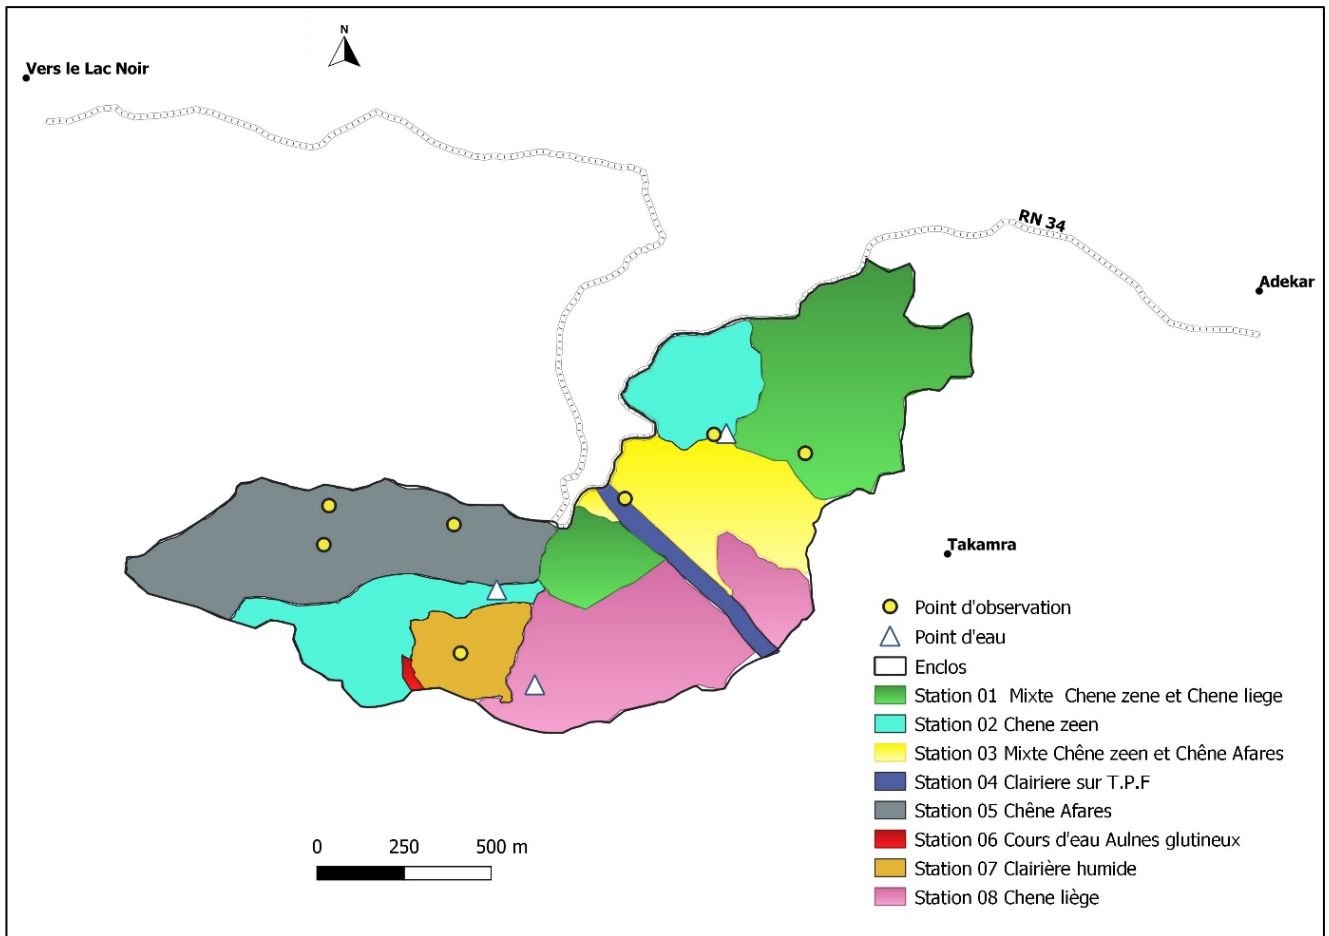 N
Vers le Lac Noir
RN 34
Adekar
Takamra
Point d'observation
Point d'eau
Enclos
Station 01 Mixte Chene zene et Chene liege
Station 02 Chene zeen
Station 03 Mixte Chêne zeen et Chêne Afares
Station 04 Clairiere sur T.P.F
Station 05 Chêne Afares
Station 06 Cours d'eau Aulnes glutineux
Station 07 Clairière humide
Station 08 Chene liège
0 250 500 m